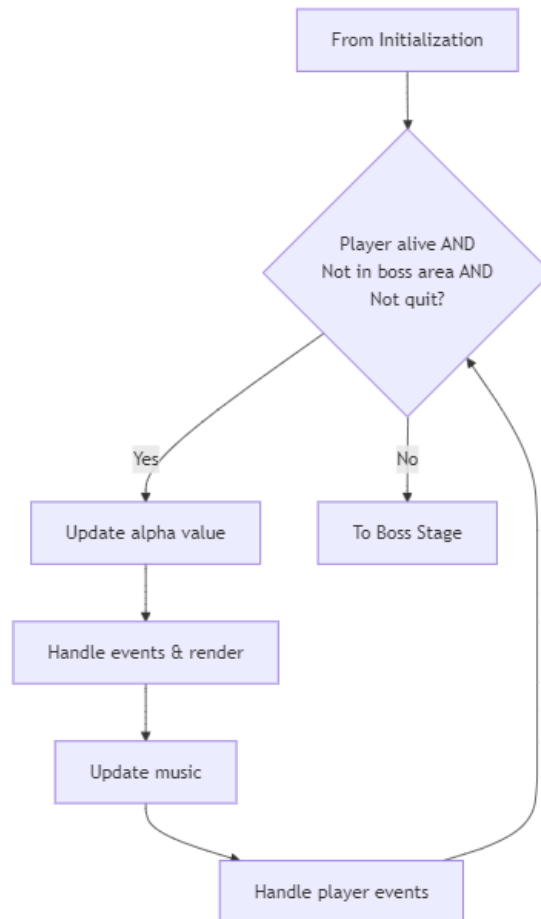 From Initialization
Player alive AND
Not in boss area AND
Not quit?
Yes
No
Update alpha value
To Boss Stage
Handle events & render
Update music
Handle player events